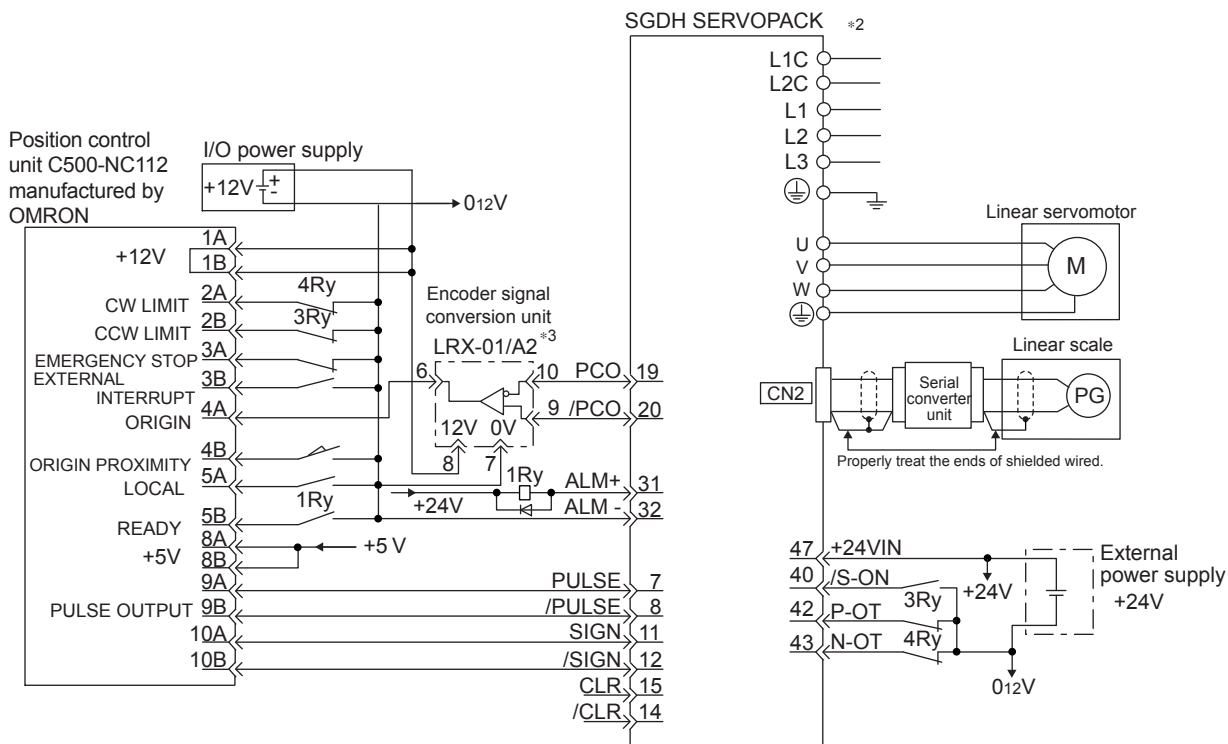 SGDH SERVOPACK *2
L1C
L2C
L1
L2
L3
Position control
unit C500-NC112
manufactured by
OMRON
I/O power supply
+12V
+
-
012V
1A
+12V
1B
2A
4Ry
CW LIMIT
2B
3Ry
CCW LIMIT
3A
EMERGENCY STOP
EXTERNAL
3B
INTERRUPT
4A
ORIGIN
4B
ORIGIN PROXIMITY
5A
LOCAL
1Ry
5B
READY
8A
+5V
8B
+5 V
9A
PULSE OUTPUT
9B
10A
10B
Encoder signal
conversion unit
LRX-01/A2 *3
6
10
PCO
19
9
/PCO
20
12V
0V
8
7
1Ry
+24V
ALM+
31
ALM -
32
PULSE
7
/PULSE
8
SIGN
11
/SIGN
12
CLR
15
/CLR
14
Linear servomotor
U
V
W
M
Linear scale
CN2
Serial
converter
unit
PG
Properly treat the ends of shielded wired.
47
+24VIN
40
/S-ON
3Ry
+24V
42
P-OT
43
N-OT
4Ry
012V
External
power supply
+24V